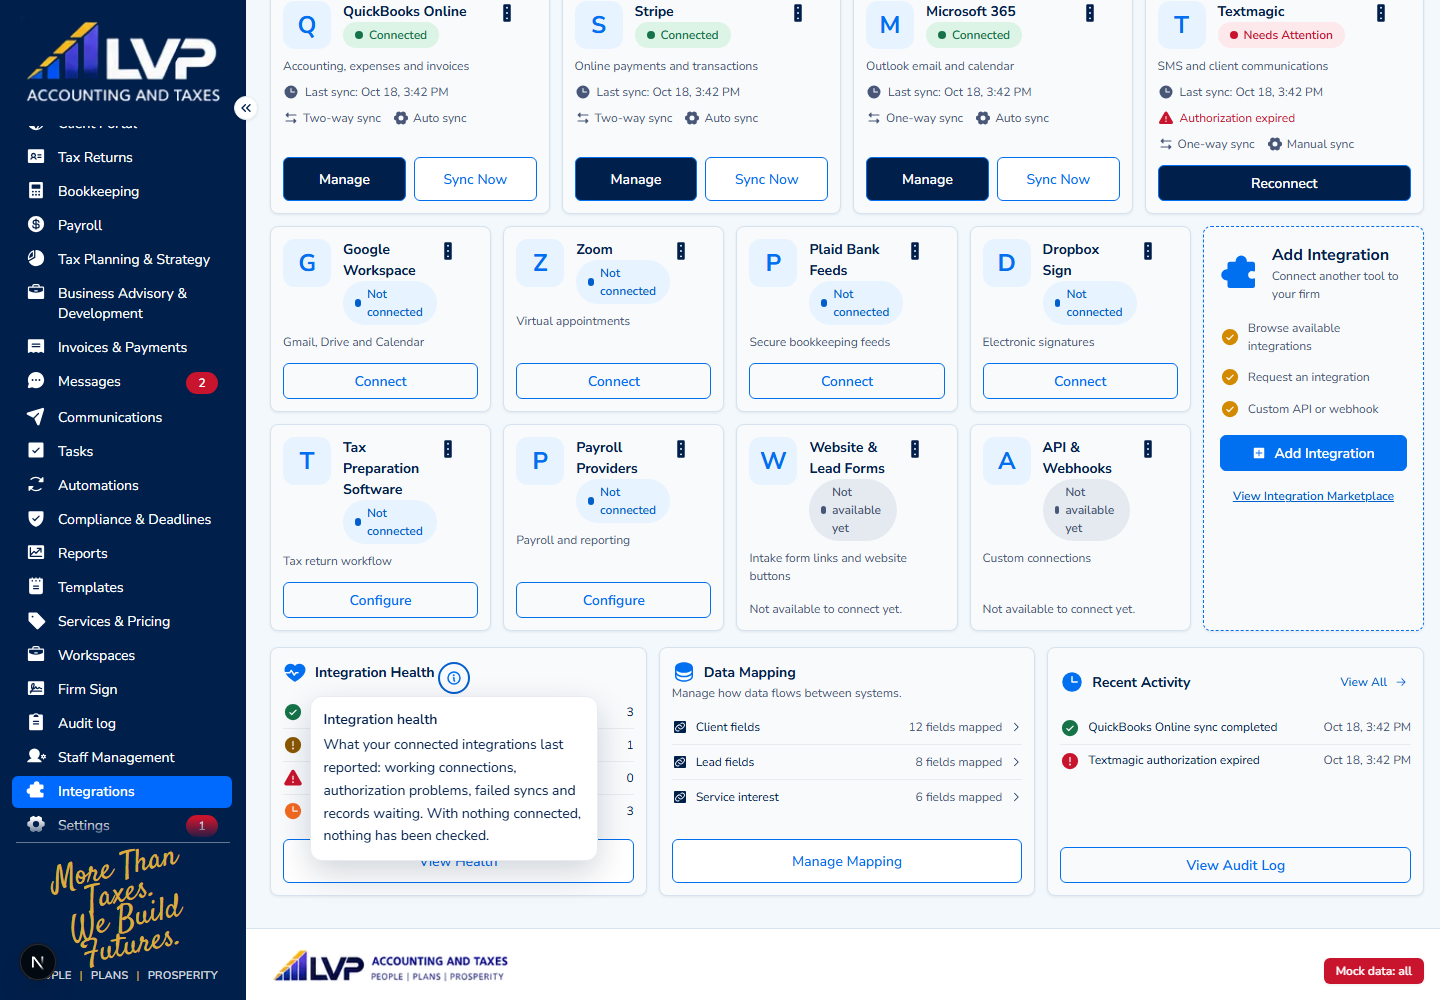 LVP
ACCOUNTING AND TAXES
Client Portal
Tax Returns
Bookkeeping
Payroll
Tax Planning & Strategy
Business Advisory &
Development
Invoices & Payments
Messages 2
Communications
Tasks
Automations
Compliance & Deadlines
Reports
Templates
Services & Pricing
Workspaces
Firm Sign
Audit log
Staff Management
Integrations
Settings 1
More Than
Taxes.
We Build
Futures.
N
PLE | PLANS | PROSPERITY
Q
QuickBooks Online
Connected
Accounting, expenses and invoices
Last sync: Oct 18, 3:42 PM
Two-way sync Auto sync
Manage Sync Now
S
Stripe
Connected
Online payments and transactions
Last sync: Oct 18, 3:42 PM
Two-way sync Auto sync
Manage Sync Now
M
Microsoft 365
Connected
Outlook email and calendar
Last sync: Oct 18, 3:42 PM
One-way sync Auto sync
Manage Sync Now
T
Textmagic
Needs Attention
SMS and client communications
Last sync: Oct 18, 3:42 PM
Authorization expired
One-way sync Manual sync
Reconnect
G
Google
Workspace
Not
connected
Gmail, Drive and Calendar
Connect
Z
Zoom
Not
connected
Virtual appointments
Connect
P
Plaid Bank
Feeds
Not
connected
Secure bookkeeping feeds
Connect
D
Dropbox
Sign
Not
connected
Electronic signatures
Connect
Add Integration
Connect another tool to
your firm
Browse available
integrations
Request an integration
Custom API or webhook
Add Integration
View Integration Marketplace
T
Tax
Preparation
Software
Not
connected
Tax return workflow
Configure
P
Payroll
Providers
Not
connected
Payroll and reporting
Configure
W
Website &
Lead Forms
Not
available
yet
Intake form links and website
buttons
Not available to connect yet.
A
API &
Webhooks
Not
available
yet
Custom connections
Not available to connect yet.
Integration Health
3
1
0
3
Integration health
What your connected integrations last
reported: working connections,
authorization problems, failed syncs and
records waiting. With nothing connected,
nothing has been checked.
View Health
Data Mapping
Manage how data flows between systems.
Client fields 12 fields mapped
Lead fields 8 fields mapped
Service interest 6 fields mapped
Manage Mapping
Recent Activity View All
QuickBooks Online sync completed Oct 18, 3:42 PM
Textmagic authorization expired Oct 18, 3:42 PM
View Audit Log
LVP ACCOUNTING AND TAXES
PEOPLE | PLANS | PROSPERITY
Mock data: all